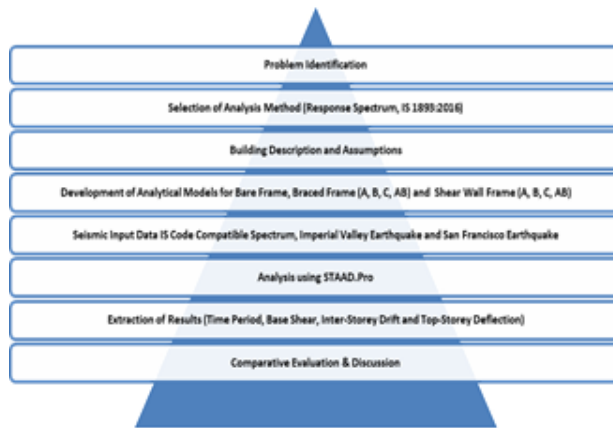 Problem Identification
Selection of Analysis Method (Response Spectrum, IS 1893:2016)
Building Description and Assumptions
Development of Analytical Models for Bare Frame, Braced Frame (A, B, C, AB) and Shear Wall Frame (A, B, C, AB)
Seismic Input Data IS Code Compatible Spectrum, Imperial Valley Earthquake and San Francisco Earthquake
Analysis using STAAD.Pro
Extraction of Results (Time Period, Base Shear, Inter-Storey Drift and Top-Storey Deflection)
Comparative Evaluation & Discussion